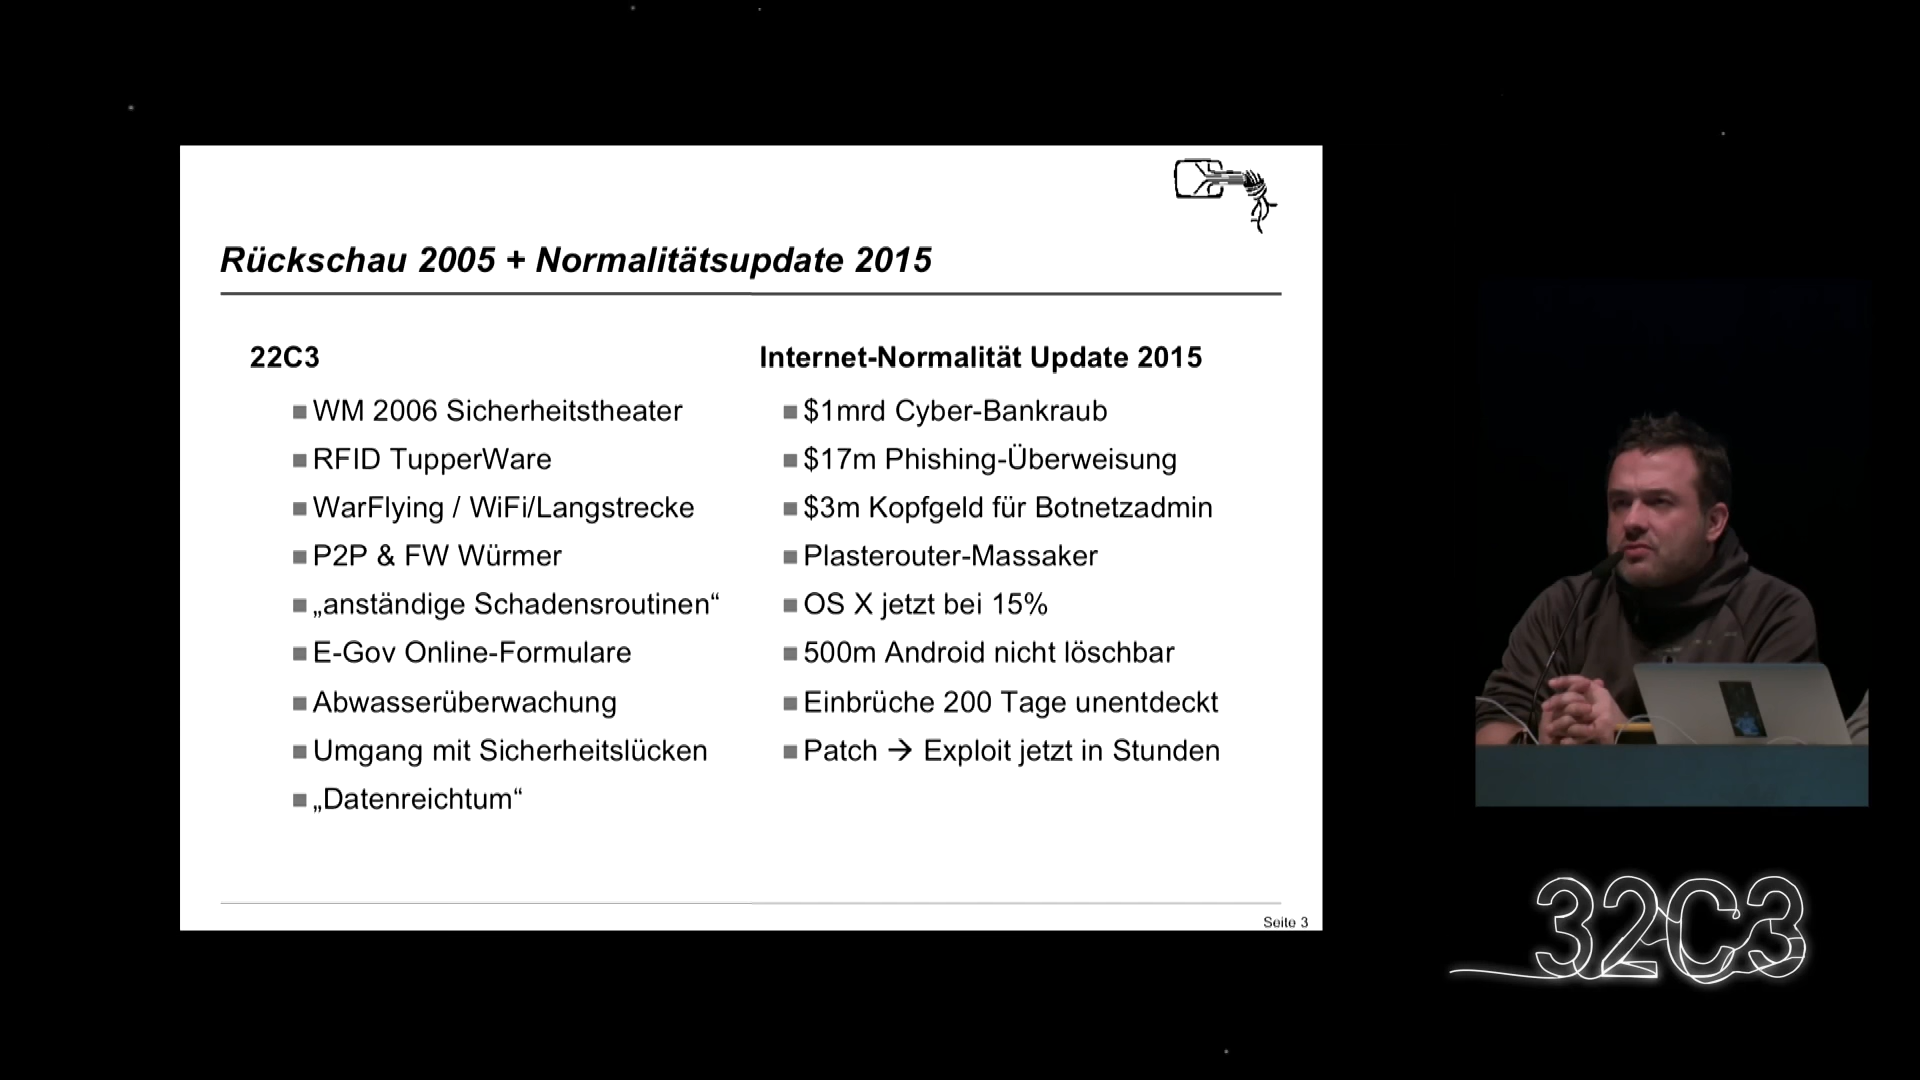 Rückschau 2005 + Normalitätsupdate 2015
22C3
WM 2006 Sicherheitstheater
RFID TupperWare
WarFlying / WiFi/Langstrecke
P2P & FW Würmer
„anständige Schadensroutinen“
E-Gov Online-Formulare
Abwasserüberwachung
Umgang mit Sicherheitslücken
„Datenreichtum“
Internet-Normalität Update 2015
$1mrd Cyber-Bankraub
$17m Phishing-Überweisung
$3m Kopfgeld für Botnetzadmin
Plasterouter-Massaker
OS X jetzt bei 15%
500m Android nicht löschbar
Einbrüche 200 Tage unentdeckt
Patch → Exploit jetzt in Stunden
Seite 3
32C3